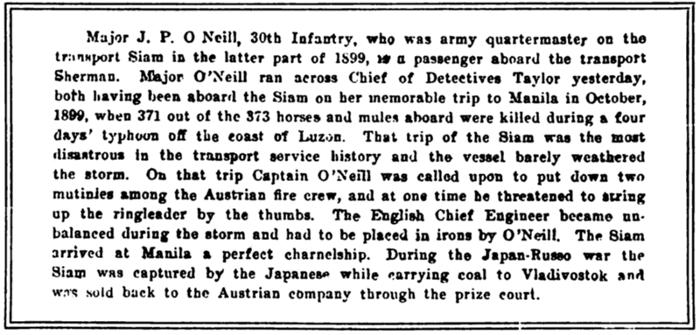 Major J. P. O Neill, 30th Infantry, who was army quartermaster on the
transport Siam in the latter part of 1899, is a passenger aboard the transport
Sherman. Major O'Neill ran across Chief of Detectives Taylor yesterday,
both having been aboard the Siam on her memorable trip to Manila in October,
1899, when 371 out of the 373 horses and mules aboard were killed during a four
days' typhoon off the coast of Luzon. That trip of the Siam was the most
disastrous in the transport service history and the vessel barely weathered
the storm. On that trip Captain O'Neill was called upon to put down two
mutinies among the Austrian fire crew, and at one time he threatened to string
up the ringleader by the thumbs. The English Chief Engineer became un-
balanced during the storm and had to be placed in irons by O'Neill. The Siam
arrived at Manila a perfect charnelship. During the Japan-Russo war the
Siam was captured by the Japanese while carrying coal to Vladivostok and
was sold back to the Austrian company through the prize court.